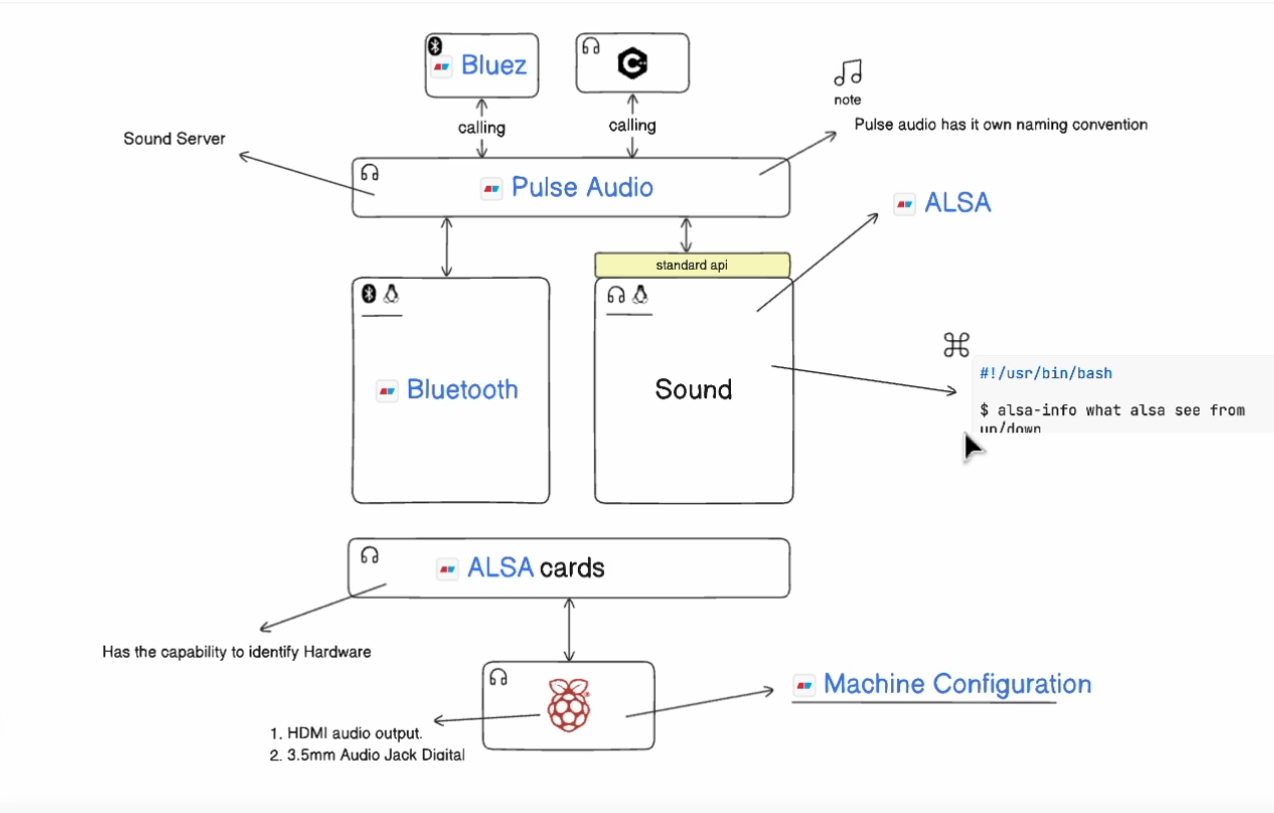 Bluez
calling
calling
note
Pulse audio has it own naming convention
Sound Server
Pulse Audio
ALSA
standard api
#!/usr/bin/bash
$ alsa-info what alsa see from
up/down
Bluetooth
Sound
ALSA cards
Has the capability to identify Hardware
Machine Configuration
1. HDMI audio output.
2. 3.5mm Audio Jack Digital